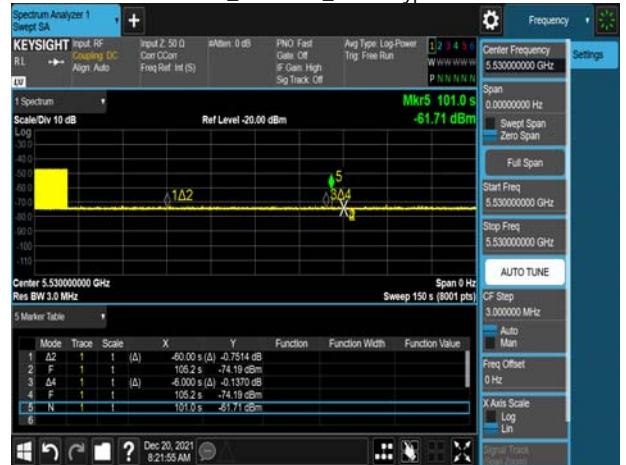 Spectrum Analyzer 1
Swept SA
+
Frequency
KEYSIGHT
RL
Input: RF
Coupling: DC
Align: Auto
Input Z: 50 Ω
Corr CCorr
Freq Ref: Int (S)
#Atten: 0 dB
PNO: Fast
Gate: Off
IF Gain: High
Sig Track: Off
Avg Type: Log-Power
Trig: Free Run
1 2 3 4 5 6
W W W W W W
P N N N N N
Center Frequency
5.530000000 GHz
Settings
Span
0.00000000 Hz
Swept Span
Zero Span
Full Span
Start Freq
5.530000000 GHz
Stop Freq
5.530000000 GHz
AUTO TUNE
CF Step
3.000000 MHz
Auto
Man
Freq Offset
0 Hz
X Axis Scale
Log
Lin
Signal Track
1 Spectrum
Scale/Div 10 dB
Ref Level -20.00 dBm
Mkr5 101.0 s
-61.71 dBm
Log
-30.0
-40.0
-50.0
-60.0
-70.0
-80.0
-90.0
-100
-110
1Δ2
5
3Δ4
Center 5.530000000 GHz
Res BW 3.0 MHz
Span 0 Hz
Sweep 150 s (8001 pts)
5 Marker Table
Mode Trace Scale X Y Function Function Width Function Value
1 Δ2 1 t (Δ) -60.00 s (Δ) -0.7514 dB
2 F 1 t 105.2 s -74.19 dBm
3 Δ4 1 t (Δ) -6.000 s (Δ) -0.1370 dB
4 F 1 t 105.2 s -74.19 dBm
5 N 1 t 101.0 s -61.71 dBm
6
?
Dec 20, 2021
8:21:55 AM